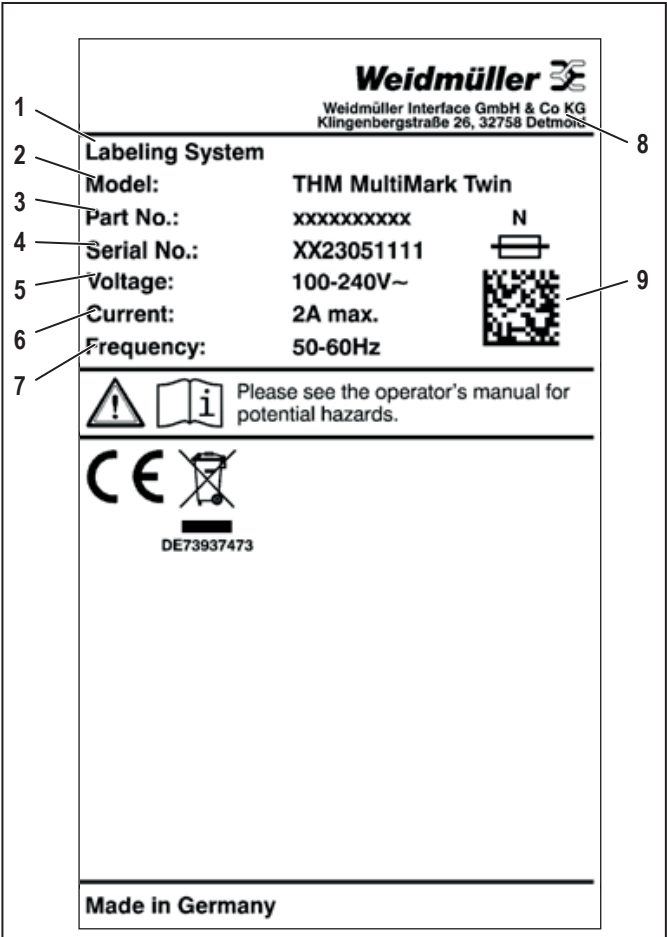 Weidmüller
Weidmüller Interface GmbH & Co KG
Klingenbergstraße 26, 32758 Detmold
1
8
Labeling System
2
Model: THM MultiMark Twin
3
Part No.: xxxxxxxxxx N
4
Serial No.: XX23051111
5
Voltage: 100-240V~
9
6
Current: 2A max.
7
Frequency: 50-60Hz
i
Please see the operator's manual for
potential hazards.
CE
DE73937473
Made in Germany